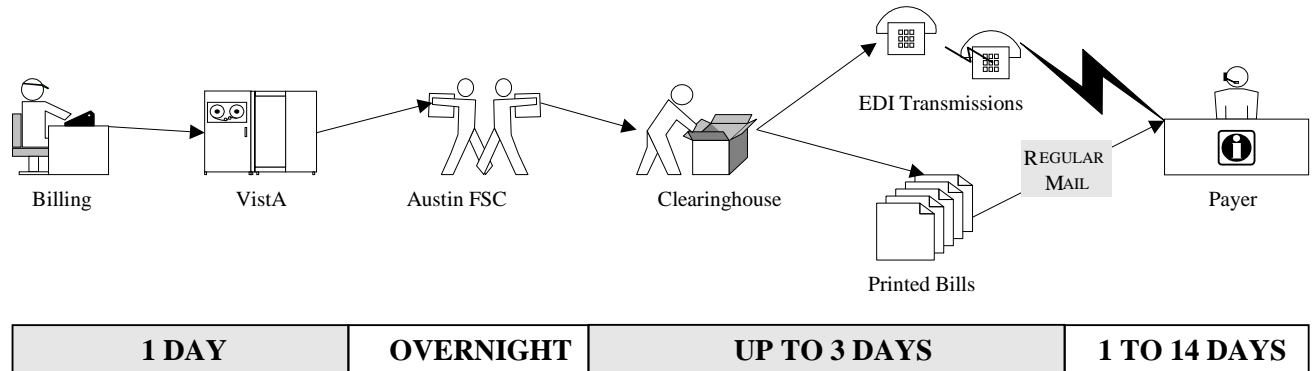 EDI Transmissions
REGULAR
MAIL
Billing
VistA
Austin FSC
Clearinghouse
Payer
Printed Bills
1 DAY
OVERNIGHT
UP TO 3 DAYS
1 TO 14 DAYS